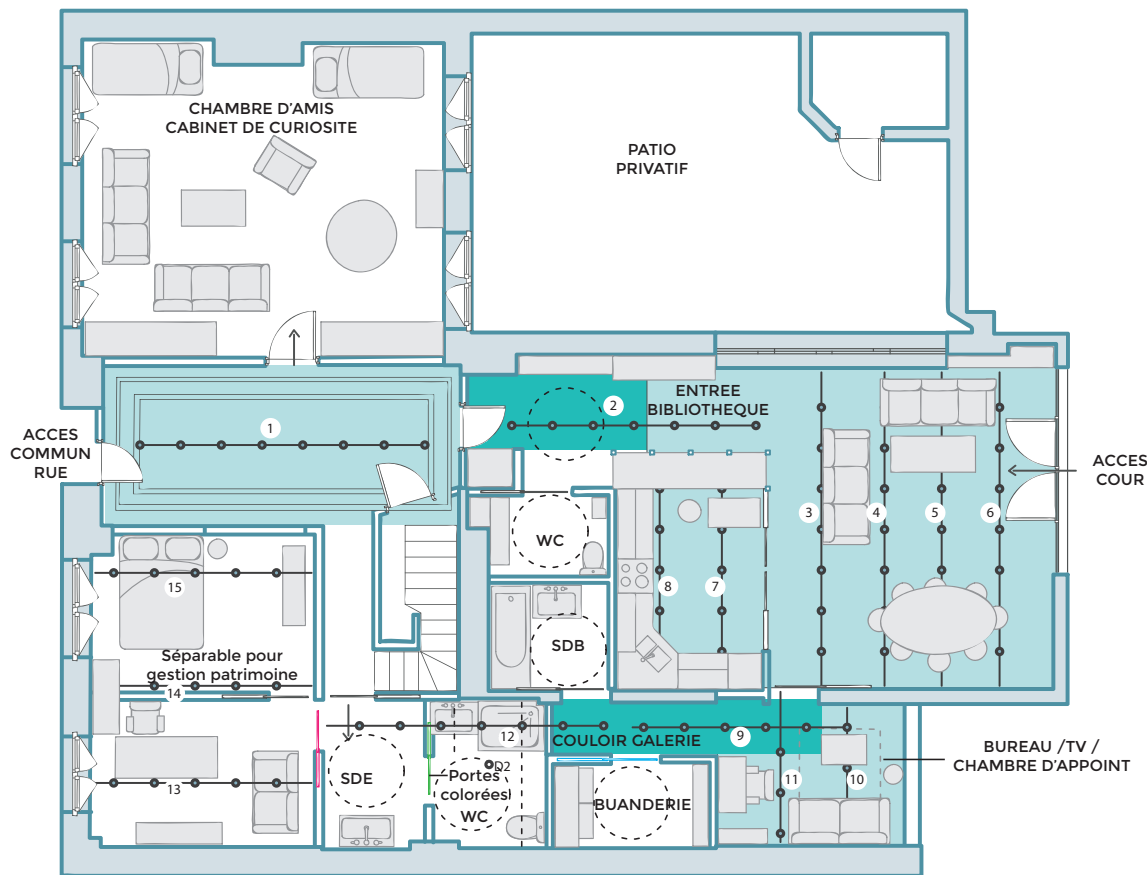 CHAMBRE D'AMIS
CABINET DE CURIOSITE
PATIO
PRIVATIF
ENTREE
BIBLIOTHEQUE
2
1
ACCES
COMMUN
RUE
ACCES
COUR
3
4
5
6
WC
8
7
15
SDB
Séparable pour
gestion patrimoine
14
12
COULOIR GALERIE
9
BUREAU /TV /
CHAMBRE D'APPOINT
D2
SDE
Portes
colorées
WC
BUANDERIE
11
10
13